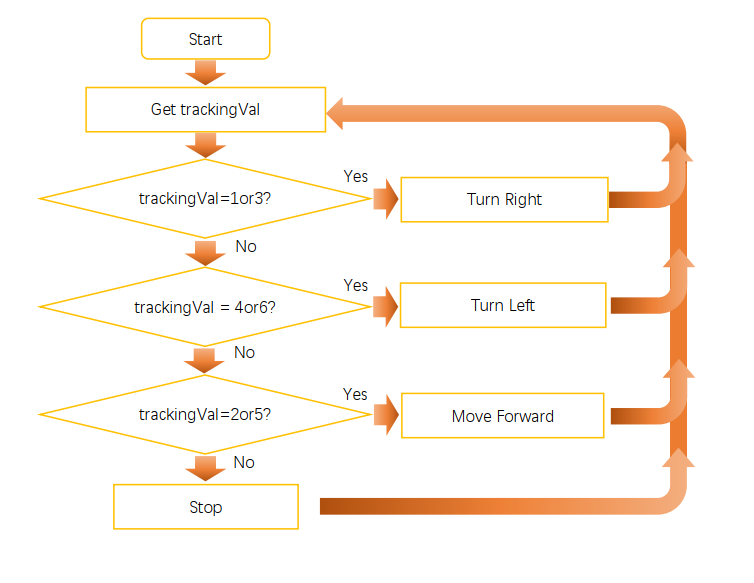 Start
Get trackingVal
trackingVal=1or3?
Yes
Turn Right
No
trackingVal = 4or6?
Yes
Turn Left
No
trackingVal=2or5?
Yes
Move Forward
No
Stop